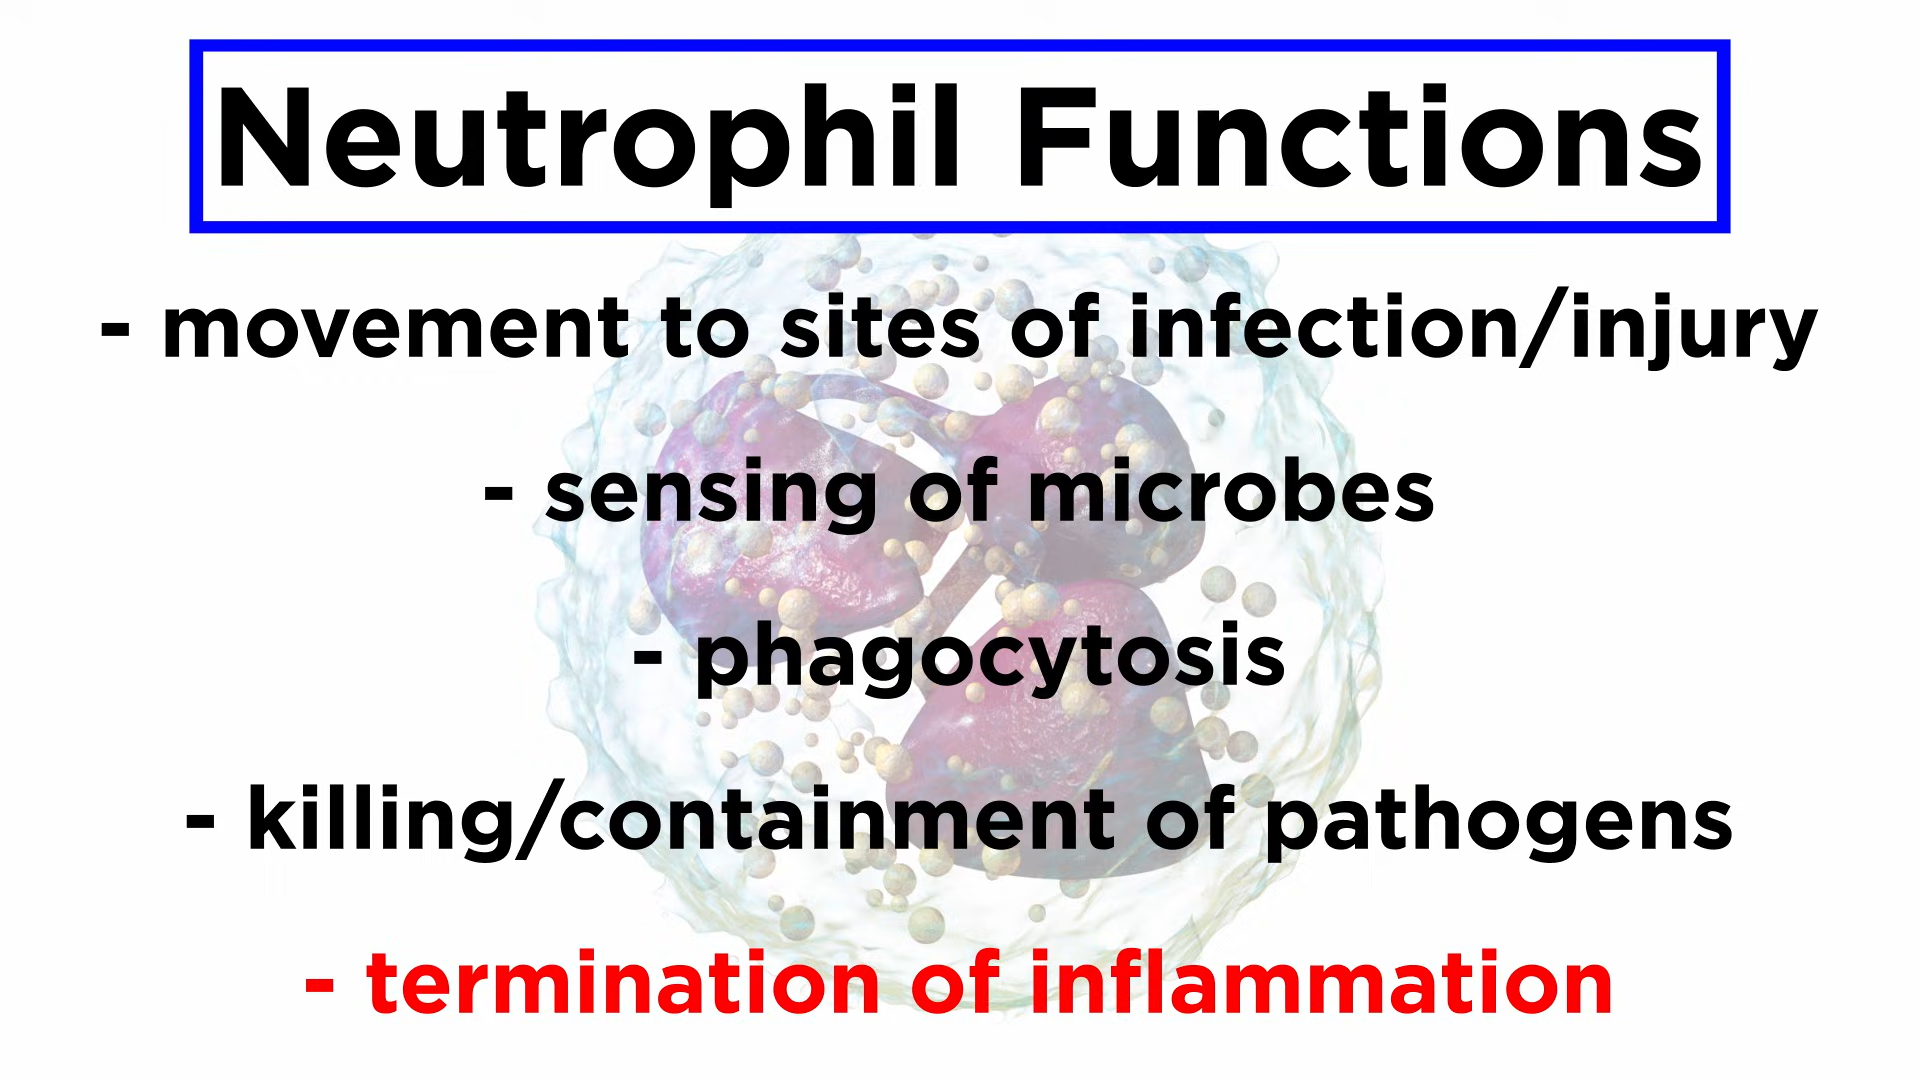 Neutrophil Functions
- movement to sites of infection/injury
- sensing of microbes
- phagocytosis
- killing/containment of pathogens
- termination of inflammation